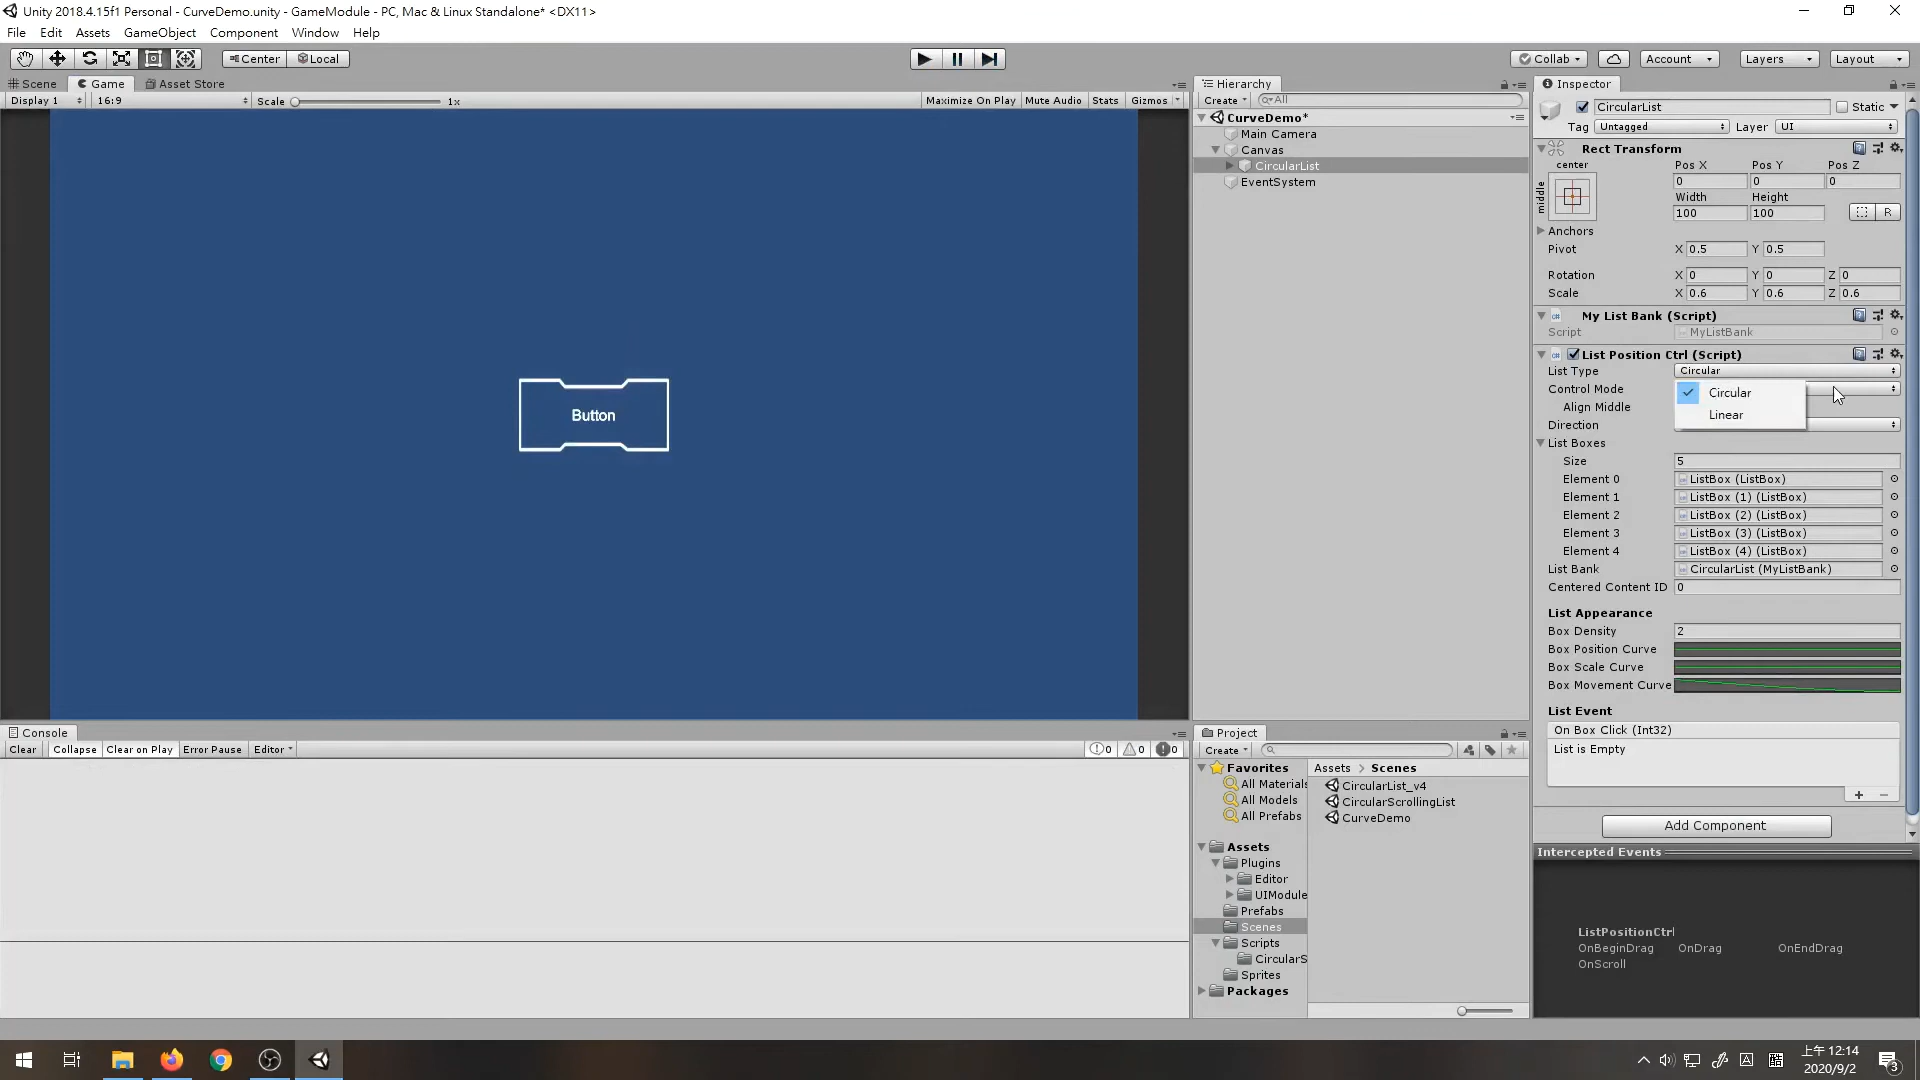 Unity 2018.4.15f1 Personal - CurveDemo.unity - GameModule - PC, Mac & Linux Standalone* <DX11>
File Edit Assets GameObject Component Window Help
Center Local Collab Account Layers Layout
Scene Game Asset Store
Display 1 16:9 Scale 1x Maximize On Play Mute Audio Stats Gizmos
Button
Hierarchy
Create All
CurveDemo*
Main Camera
Canvas
CircularList
EventSystem
Inspector
CircularList Static
Tag Untagged Layer UI
Rect Transform
center Pos X Pos Y Pos Z
middle 0 0 0
Width Height
100 100 R
Anchors
Pivot X 0.5 Y 0.5
Rotation X 0 Y 0 Z 0
Scale X 0.6 Y 0.6 Z 0.6
My List Bank (Script)
Script MyListBank
List Position Ctrl (Script)
List Type Circular
Control Mode
Circular
Align Middle
Linear
Direction
List Boxes
Size 5
Element 0 ListBox (ListBox)
Element 1 ListBox (1) (ListBox)
Element 2 ListBox (2) (ListBox)
Element 3 ListBox (3) (ListBox)
Element 4 ListBox (4) (ListBox)
List Bank CircularList (MyListBank)
Centered Content ID 0
List Appearance
Box Density 2
Box Position Curve
Box Scale Curve
Box Movement Curve
List Event
On Box Click (Int32)
List is Empty
+ −
Add Component
Intercepted Events
ListPositionCtrl
OnBeginDrag OnDrag OnEndDrag
OnScroll
Console
Clear Collapse Clear on Play Error Pause Editor 0 0 0
Project
Create
Favorites
All Materials
All Models
All Prefabs
Assets
Plugins
Editor
UIModule
Prefabs
Scenes
Scripts
CircularS
Sprites
Packages
Assets > Scenes
CircularList_v4
CircularScrollingList
CurveDemo
上午 12:14
2020/9/2
3